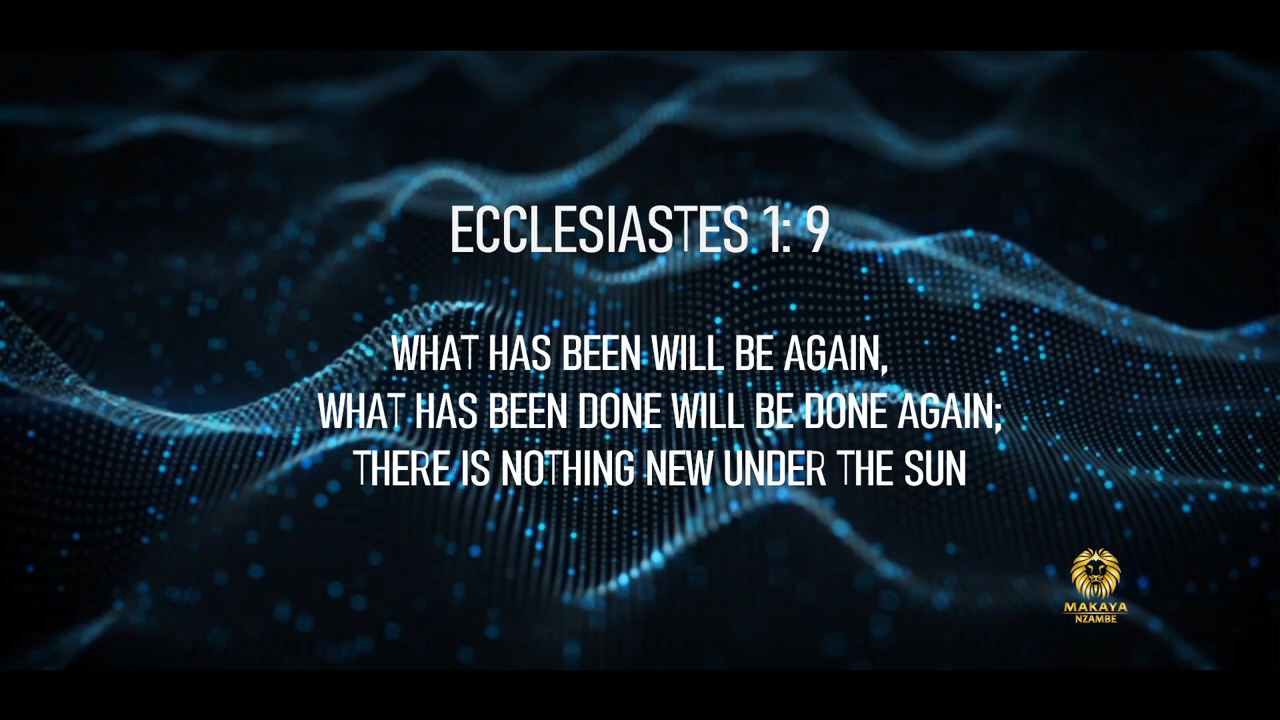 ECCLESIASTES 1: 9
WHAT HAS BEEN WILL BE AGAIN,
WHAT HAS BEEN DONE WILL BE DONE AGAIN;
THERE IS NOTHING NEW UNDER THE SUN
MAKAYA
NZAMBE